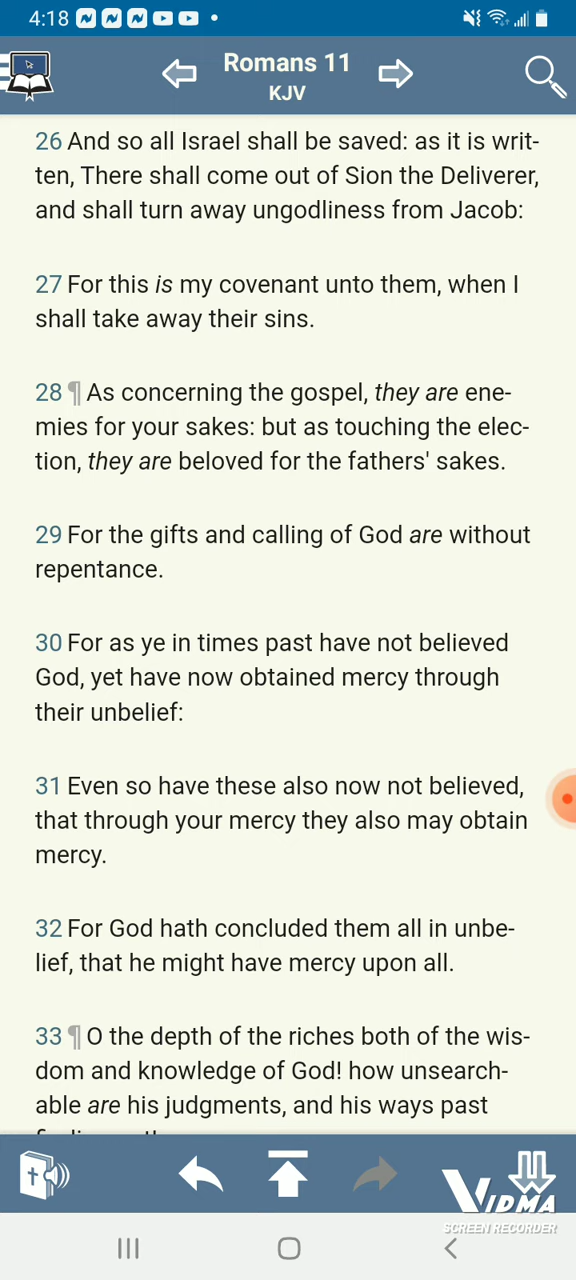 4:18
Romans 11
KJV
26 And so all Israel shall be saved: as it is writ-
ten, There shall come out of Sion the Deliverer,
and shall turn away ungodliness from Jacob:
27 For this is my covenant unto them, when I
shall take away their sins.
28 ¶ As concerning the gospel, they are ene-
mies for your sakes: but as touching the elec-
tion, they are beloved for the fathers' sakes.
29 For the gifts and calling of God are without
repentance.
30 For as ye in times past have not believed
God, yet have now obtained mercy through
their unbelief:
31 Even so have these also now not believed,
that through your mercy they also may obtain
mercy.
32 For God hath concluded them all in unbe-
lief, that he might have mercy upon all.
33 ¶ O the depth of the riches both of the wis-
dom and knowledge of God! how unsearch-
able are his judgments, and his ways past
VIDMA
SCREEN RECORDER